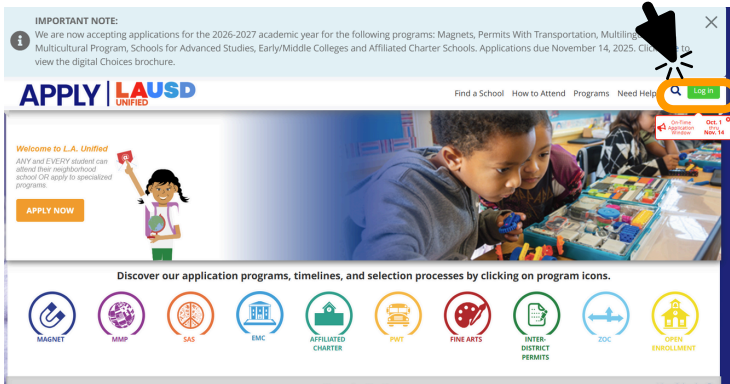 IMPORTANT NOTE:
We are now accepting applications for the 2026-2027 academic year for the following programs: Magnets, Permits With Transportation, Multilin
Multicultural Program, Schools for Advanced Studies, Early/Middle Colleges and Affiliated Charter Schools. Applications due November 14, 2025. Clic to
view the digital Choices brochure.
APPLY | LAUSD
UNIFIED
Find a School How to Attend Programs Need Help Log in
On-Time
Application
Window
Oct. 1
thru
Nov. 14
Welcome to L.A. Unified
ANY and EVERY student can
attend their neighborhood
school OR apply to specialized
programs.
APPLY NOW
Discover our application programs, timelines, and selection processes by clicking on program icons.
MAGNET
MMP
SAS
EMC
AFFILIATED
CHARTER
PWT
FINE ARTS
INTER-
DISTRICT
PERMITS
ZOC
OPEN
ENROLLMENT